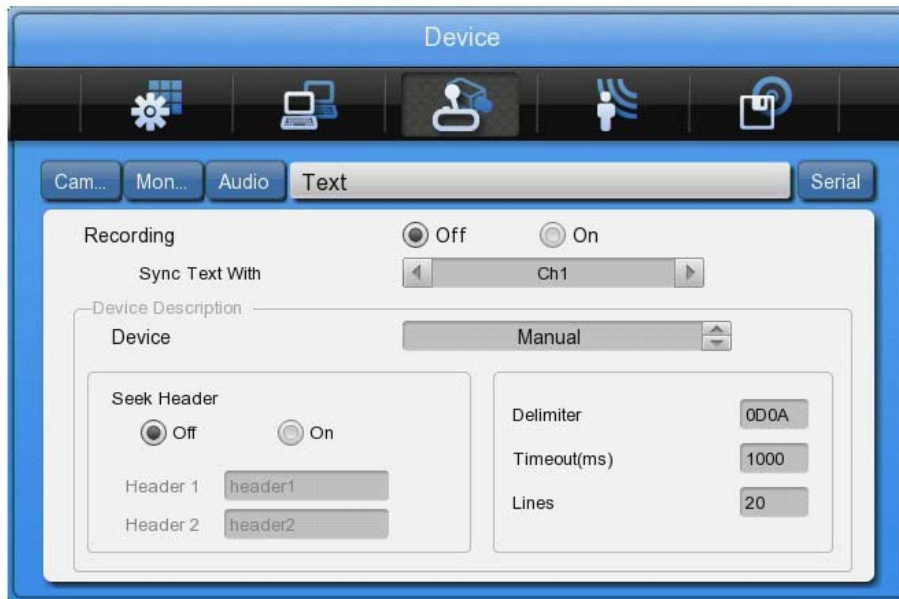 Device
Cam... Mon... Audio Text Serial
Recording Off On
Sync Text With Ch1
Device Description
Device Manual
Seek Header
Off On
Header 1 header1
Header 2 header2
Delimiter 0D0A
Timeout(ms) 1000
Lines 20